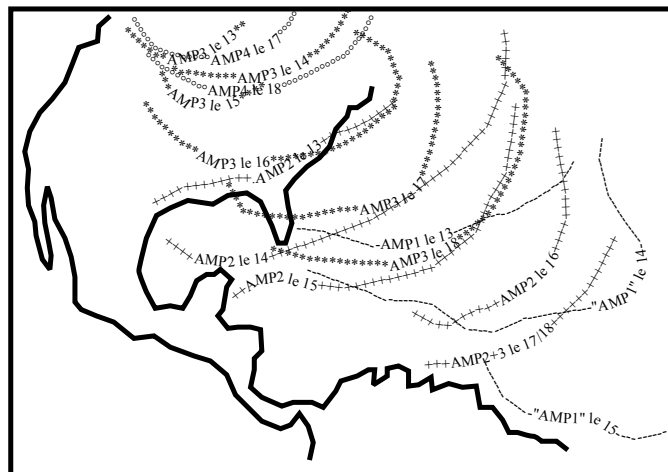 AMP3 le 13
AMP4 le 17
AMP3 le 14
AMP4 le 18
AMP3 le 15
AMP2 le 13
AMP3 le 16
AMP3 le 17
AMP1 le 13
AMP3 le 18
AMP2 le 14
AMP2 le 15
AMP2 le 16
"AMP1" le 14
AMP2+3 le 17/18
"AMP1" le 15